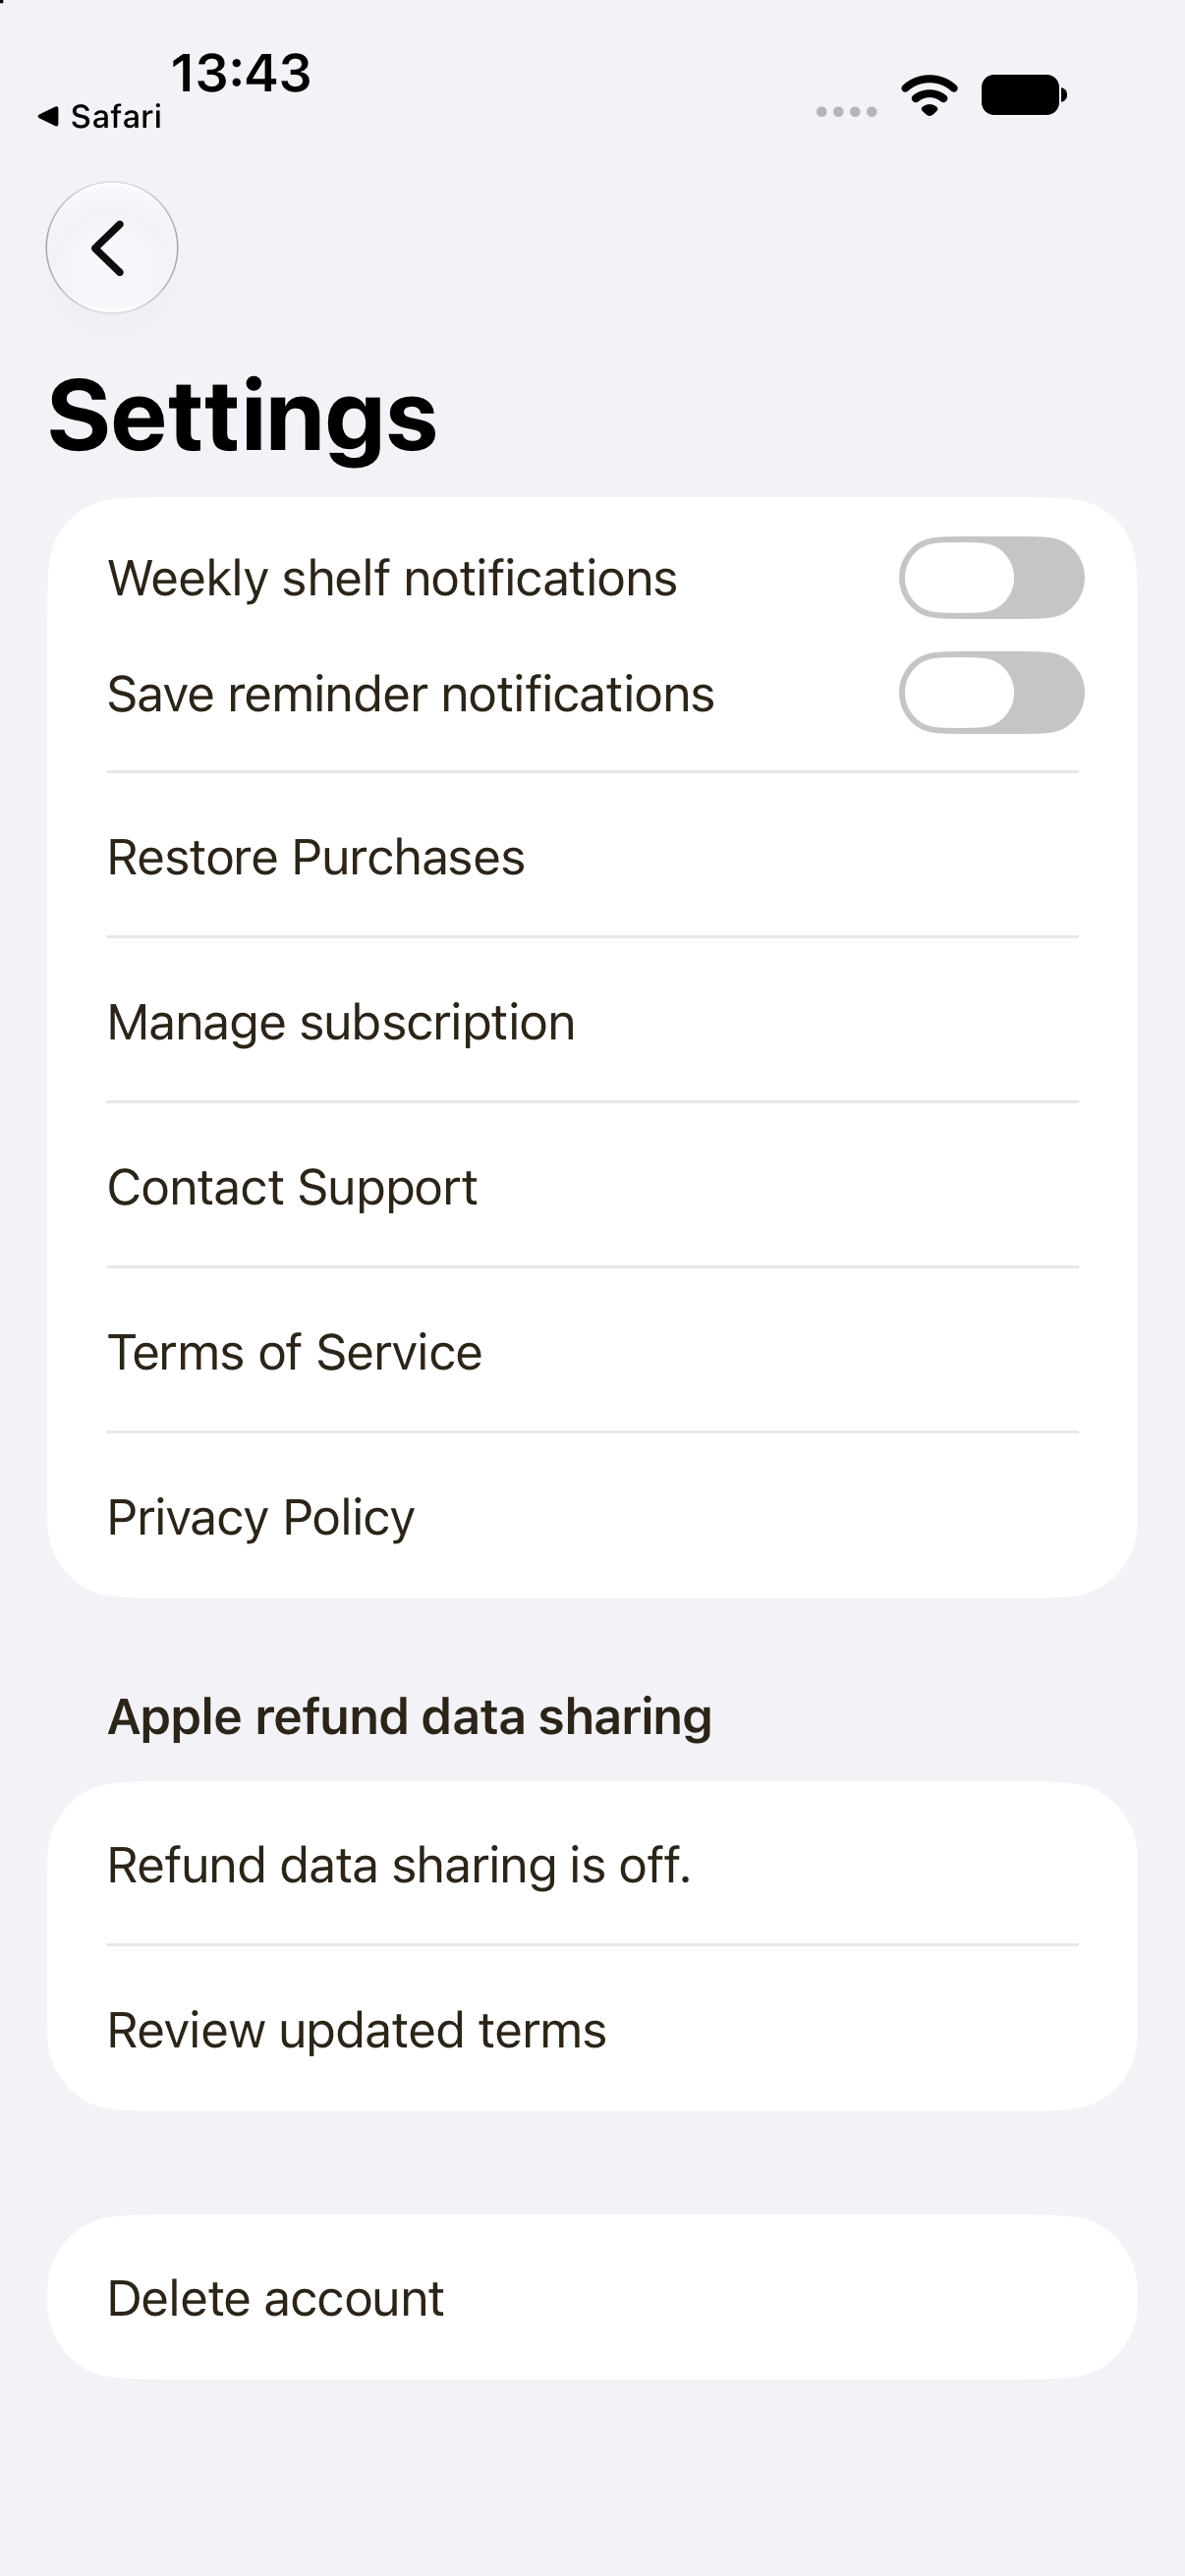 13:43
Safari
Settings
Weekly shelf notifications
Save reminder notifications
Restore Purchases
Manage subscription
Contact Support
Terms of Service
Privacy Policy
Apple refund data sharing
Refund data sharing is off.
Review updated terms
Delete account